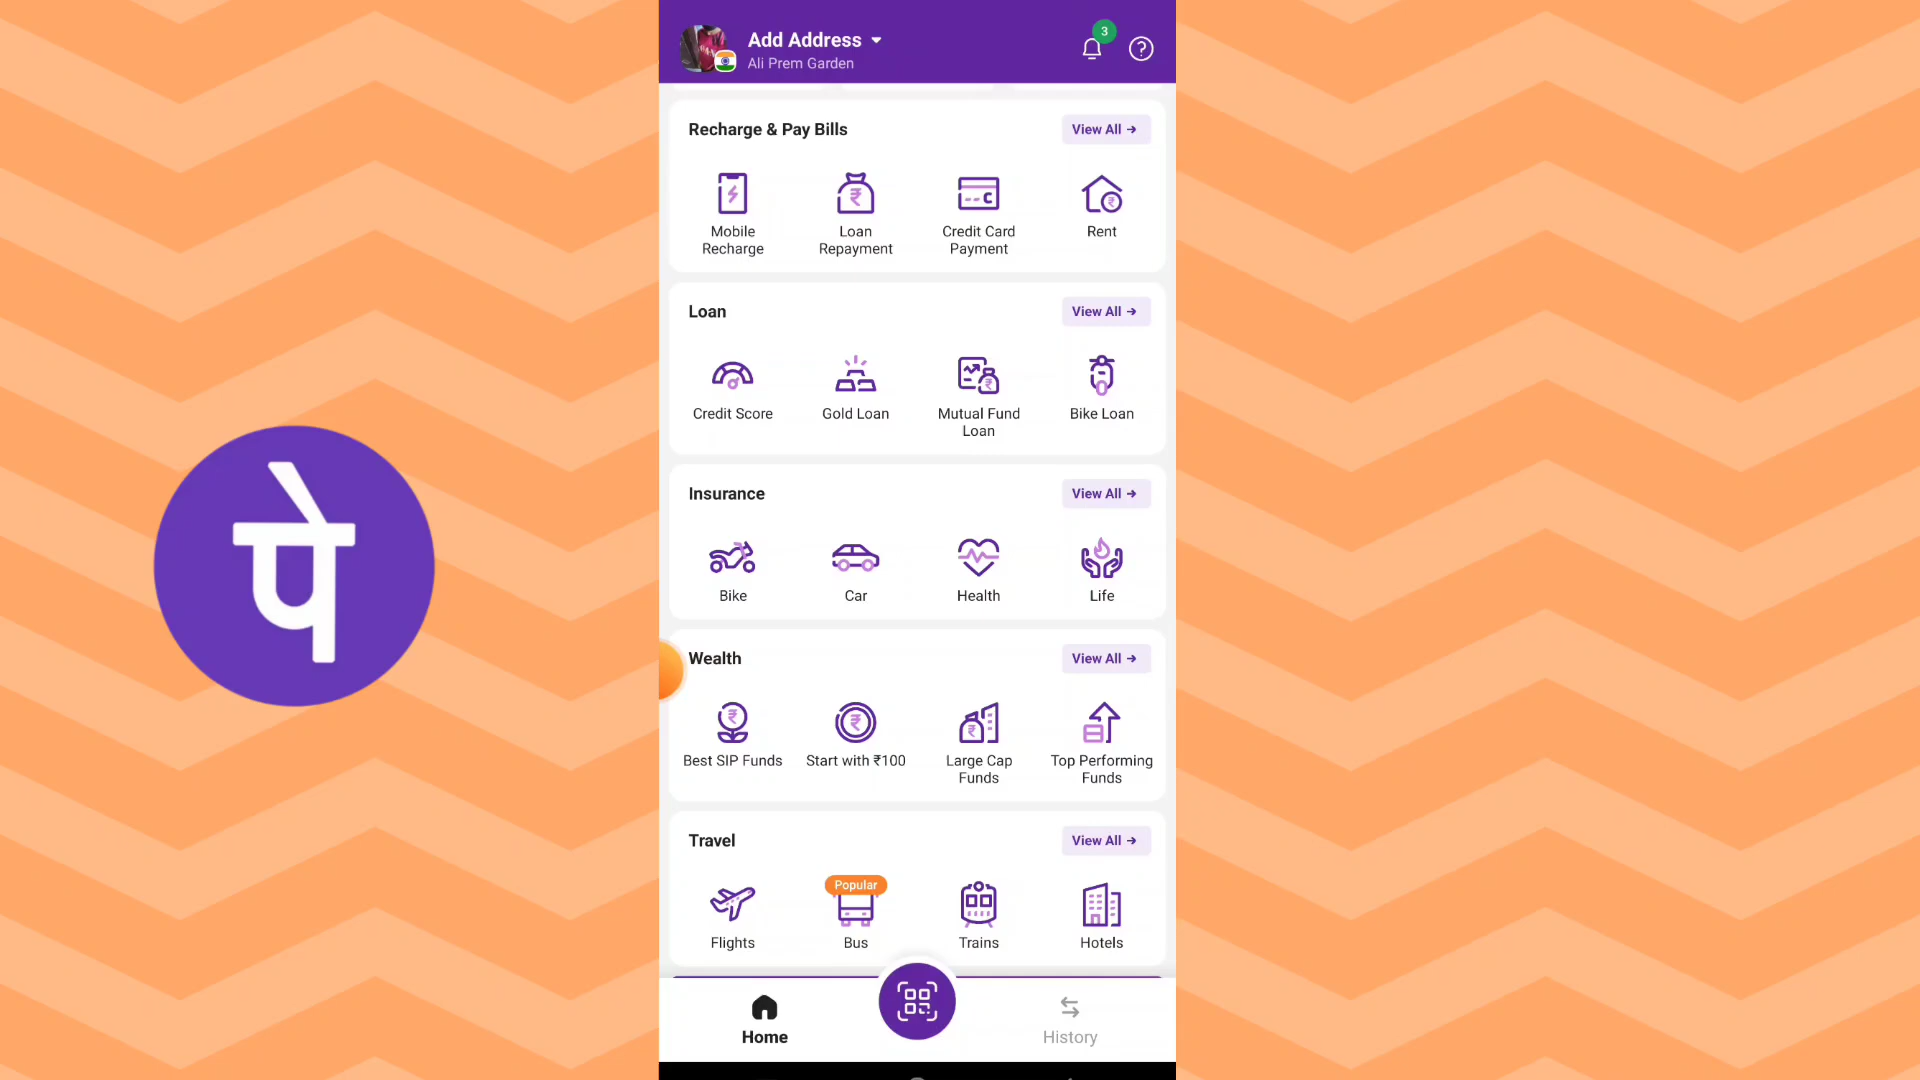 Add Address
Ali Prem Garden
3
Recharge & Pay Bills
View All
Mobile
Recharge
Loan
Repayment
Credit Card
Payment
Rent
Loan
View All
Credit Score
Gold Loan
Mutual Fund
Loan
Bike Loan
Insurance
View All
Bike
Car
Health
Life
Wealth
View All
Best SIP Funds
Start with ₹100
Large Cap
Funds
Top Performing
Funds
Travel
View All
Popular
Flights
Bus
Trains
Hotels
Home
History
पे